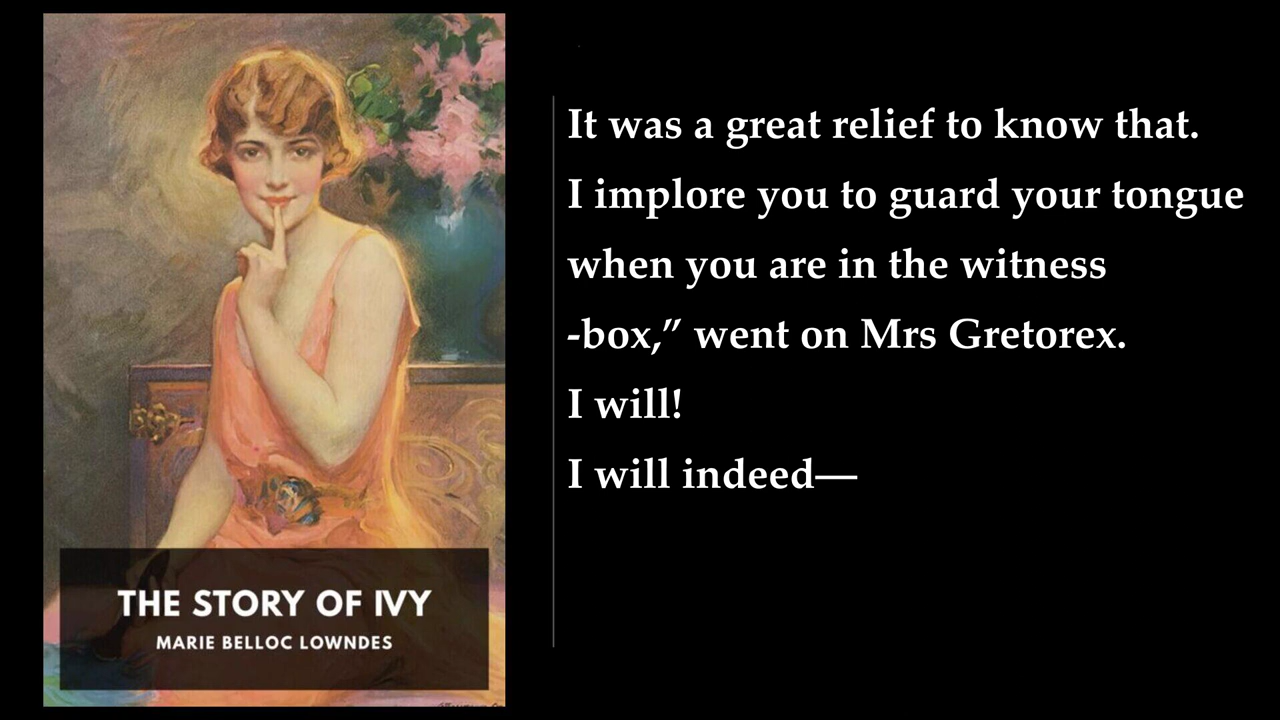 THE STORY OF IVY
MARIE BELLOC LOWNDES
It was a great relief to know that.
I implore you to guard your tongue
when you are in the witness
-box,” went on Mrs Gretorex.
I will!
I will indeed—